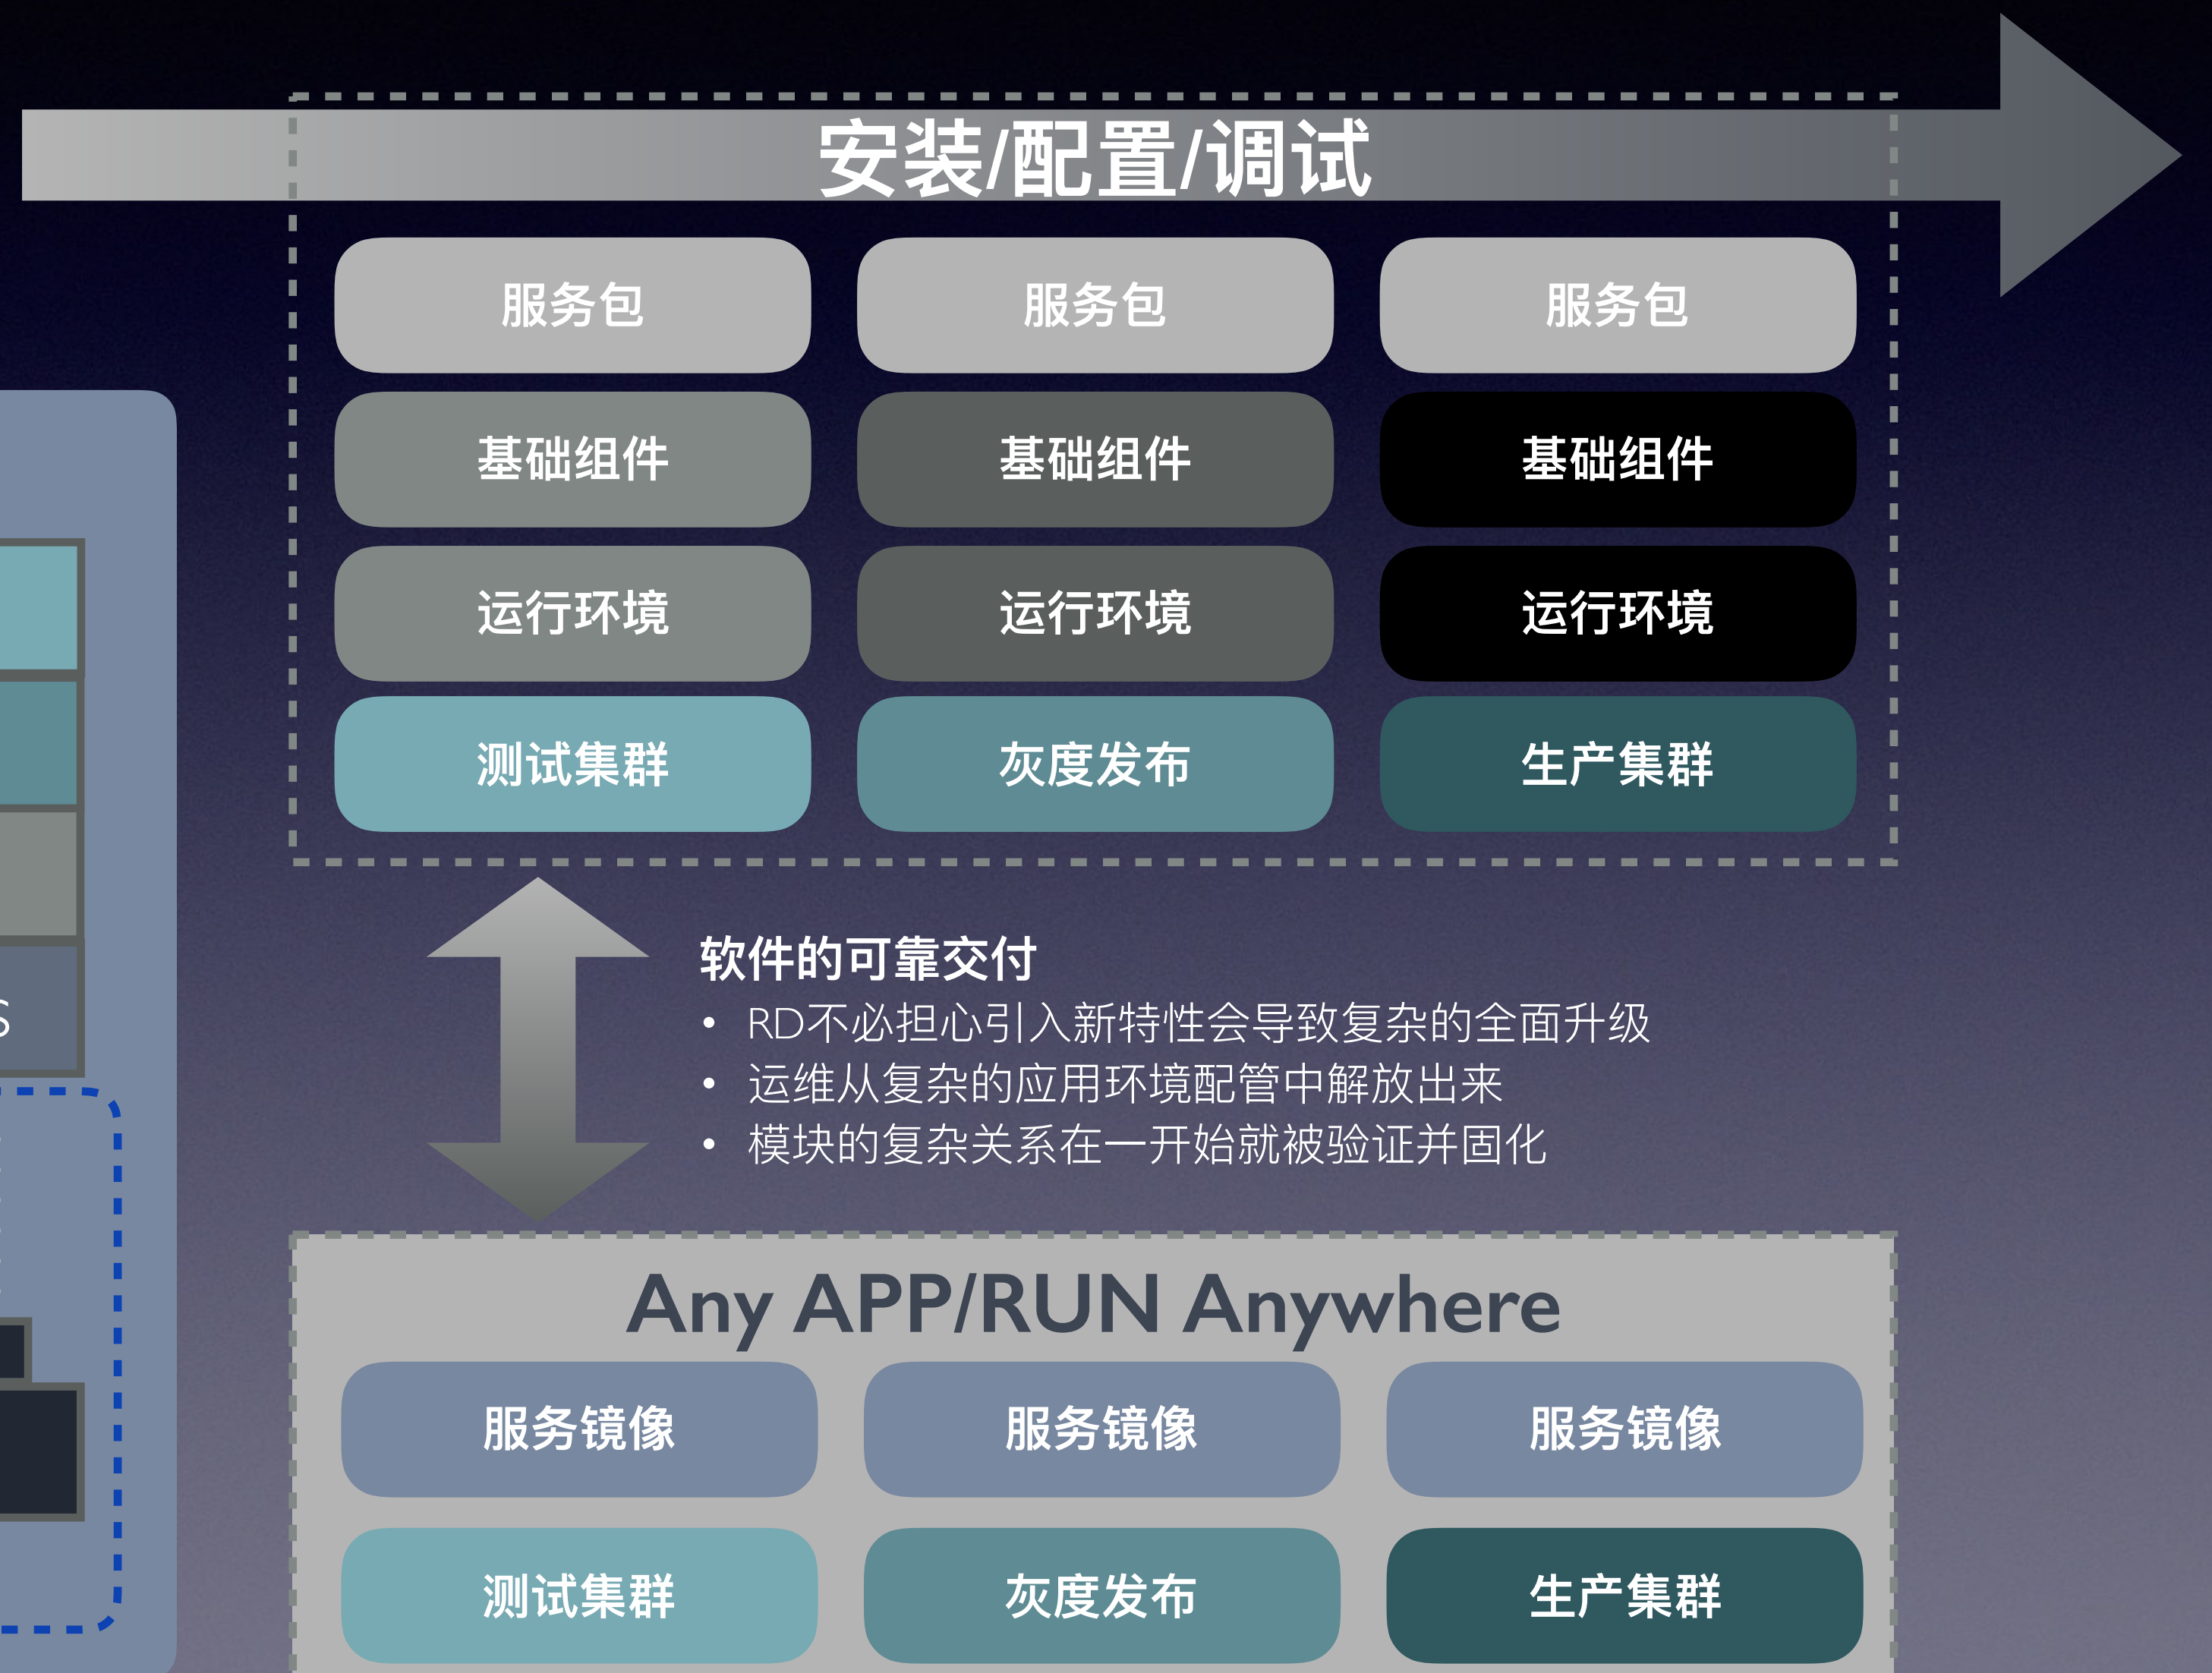 安装/配置/调试
服务包 服务包 服务包
基础组件 基础组件 基础组件
运行环境 运行环境 运行环境
测试集群 灰度发布 生产集群
软件的可靠交付
• RD不必担心引入新特性会导致复杂的全面升级
• 运维从复杂的应用环境配管中解放出来
• 模块的复杂关系在一开始就被验证并固化
S
Any APP/RUN Anywhere
服务镜像 服务镜像 服务镜像
测试集群 灰度发布 生产集群